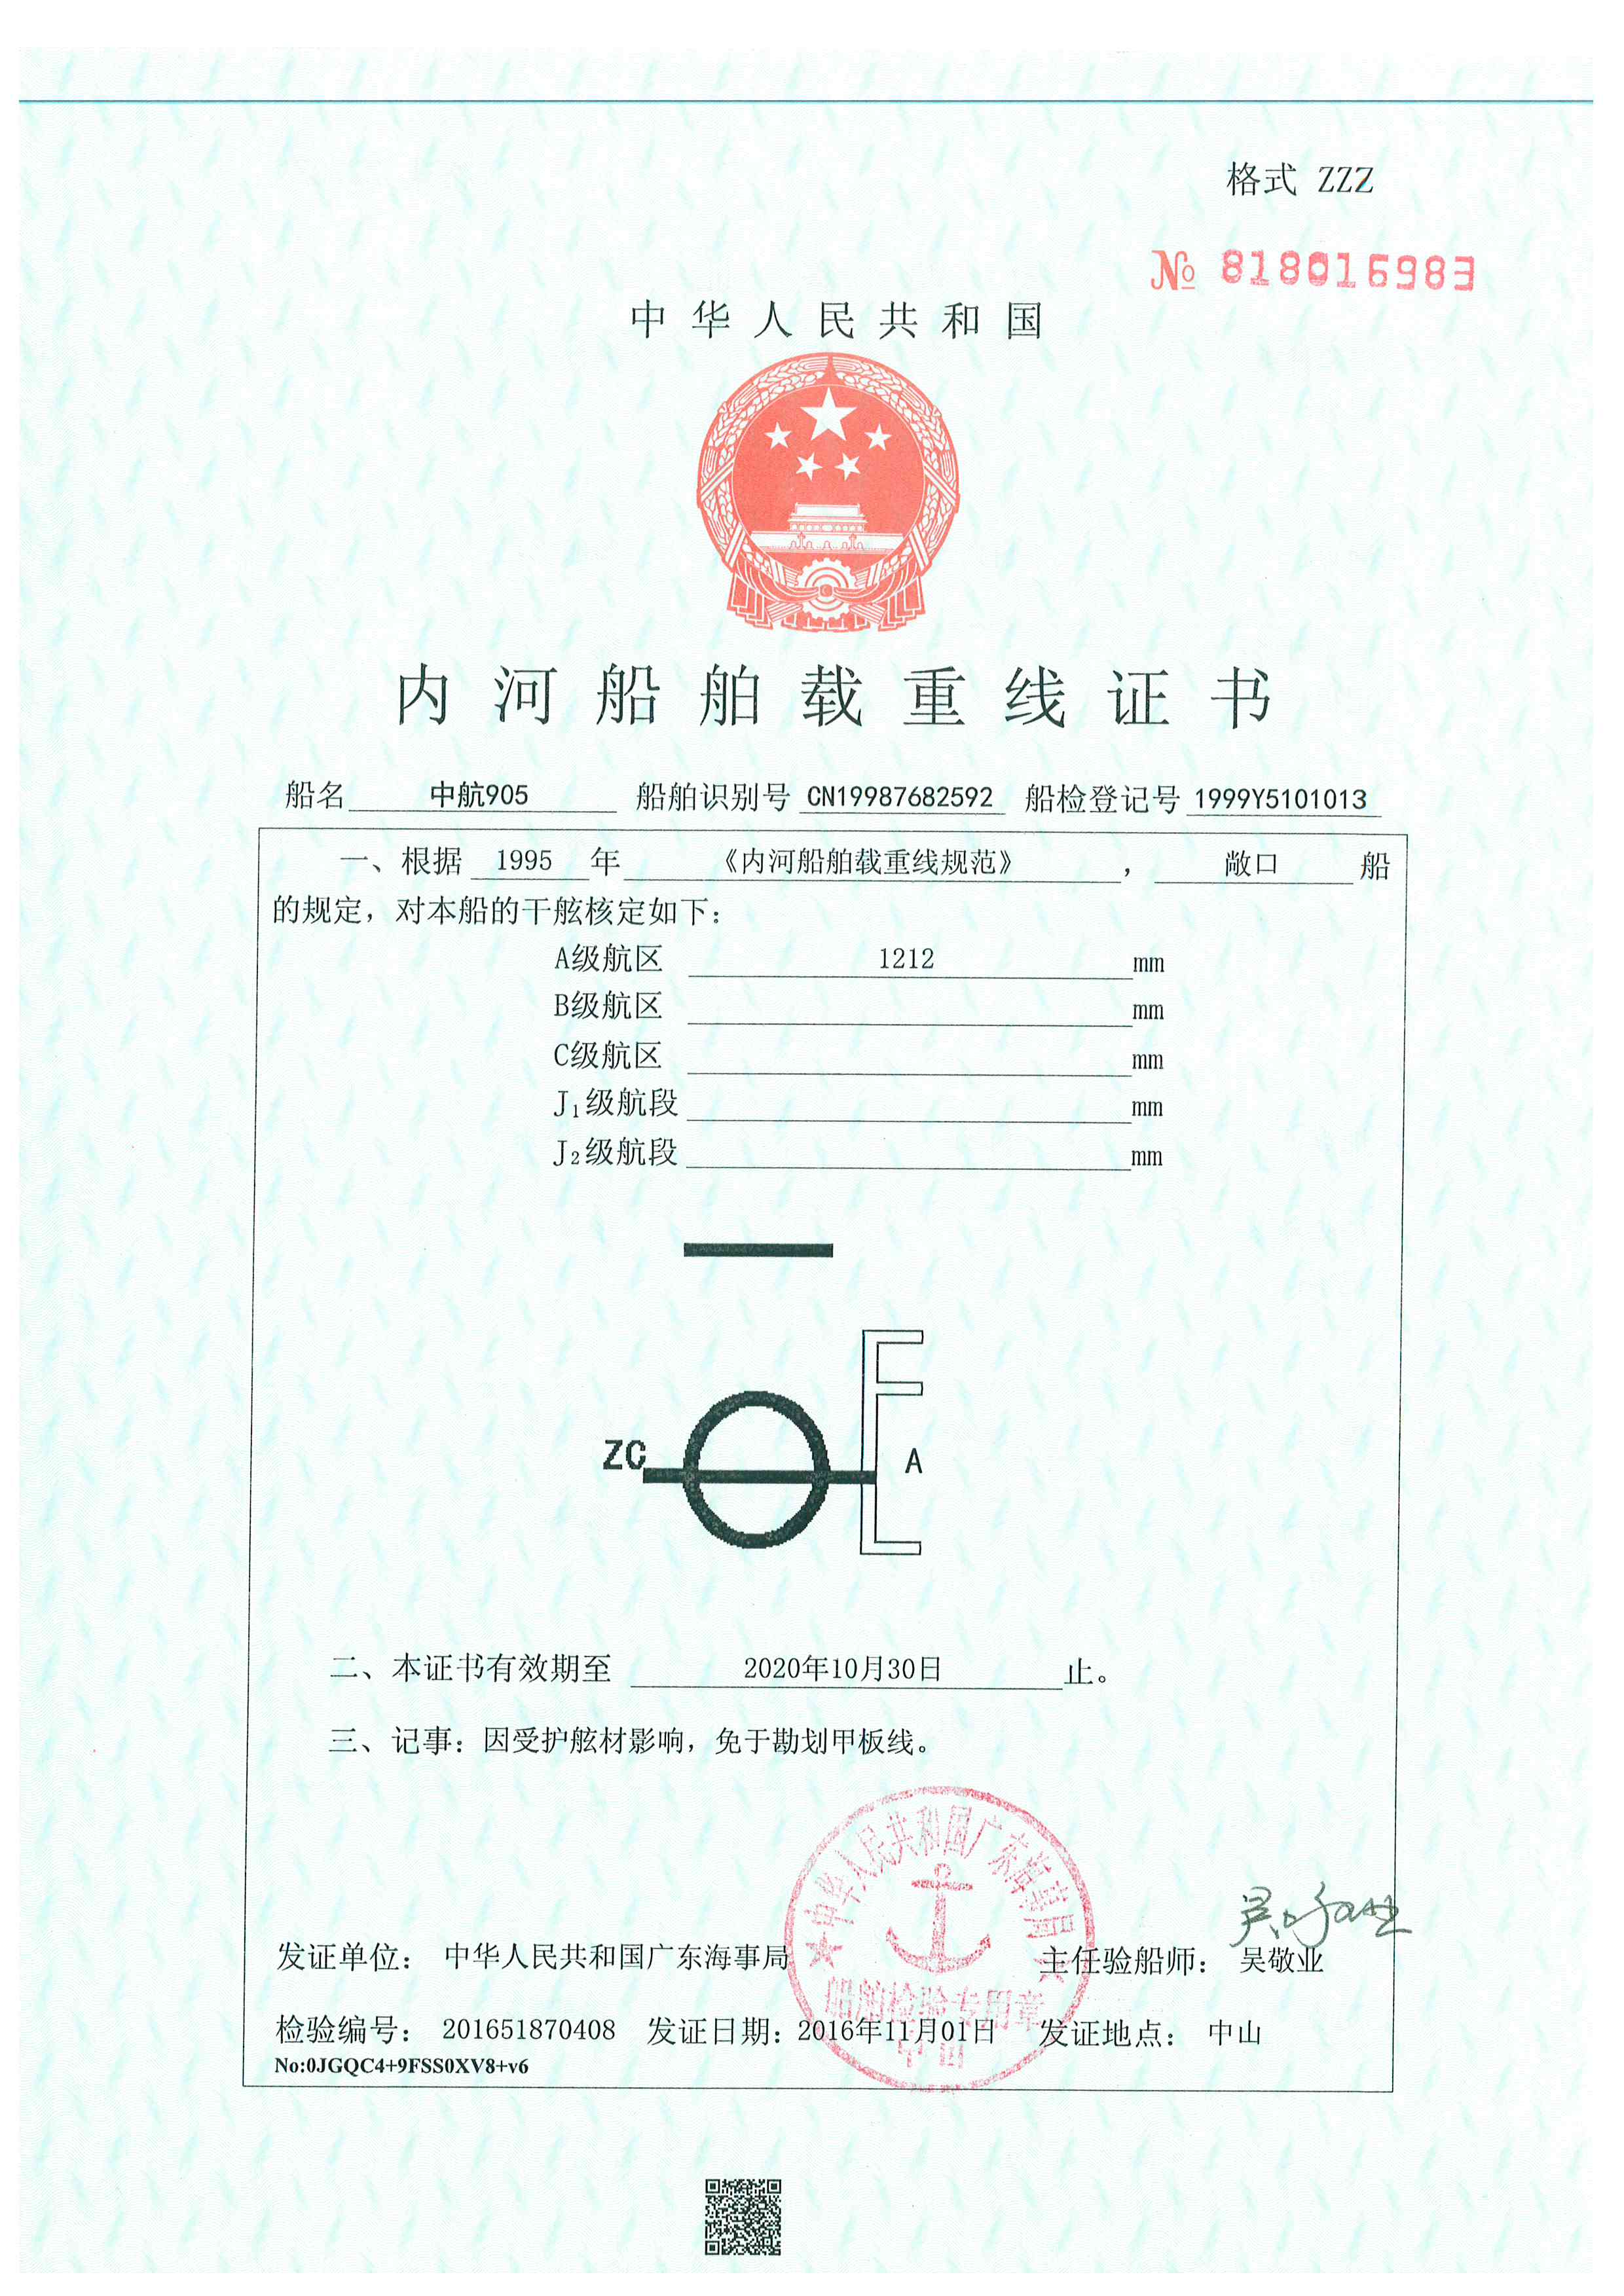 格式 ZZZ
№ 818016983
中华人民共和国
内河船舶载重线证书
船名 中航905 船舶识别号 CN19987682592 船检登记号 1999Y5101013
一、根据 1995 年 《内河船舶载重线规范》 ， 敞口 船
的规定，对本船的干舷核定如下：
A级航区 1212 mm
B级航区 mm
C级航区 mm
J₁级航段 mm
J₂级航段 mm
ZC A
二、本证书有效期至 2020年10月30日 止。
三、记事：因受护舷材影响，免于勘划甲板线。
中华人民共和国广东海事局
船舶检验专用章
中山
吴敬业
发证单位： 中华人民共和国广东海事局 主任验船师： 吴敬业
检验编号： 201651870408 发证日期：2016年11月01日 发证地点： 中山
No:0JGQC4+9FSS0XV8+v6